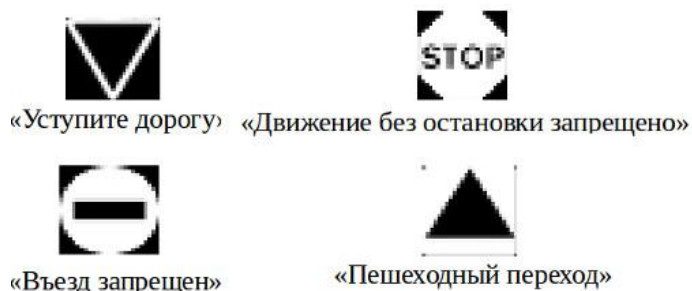 STOP
«Уступите дорогу»
«Движение без остановки запрещено»
«Въезд запрещен»
«Пешеходный переход»